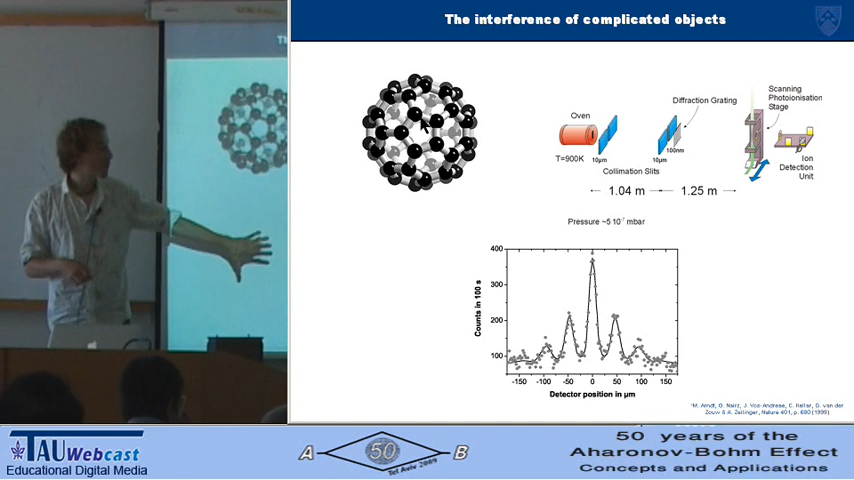 The interference of complicated objects
Oven
T=900K
10µm
Collimation Slits
10µm
100nm
Diffraction Grating
Scanning
Photoionisation
Stage
Ion
Detection
Unit
1.04 m
1.25 m
Pressure ~5 10⁻⁷ mbar
Counts in 100 s
400
300
200
100
-150 -100 -50 0 50 100 150
Detector position in µm
M. Arndt, O. Nairz, J. Vos-Andreae, C. Keller, G. van der
Zouw & A. Zeilinger, Nature 401, p. 680 (1999)
TAU Webcast
Educational Digital Media
A 50 B
Tel Aviv 2009
50 years of the
Aharonov-Bohm Effect
Concepts and Applications